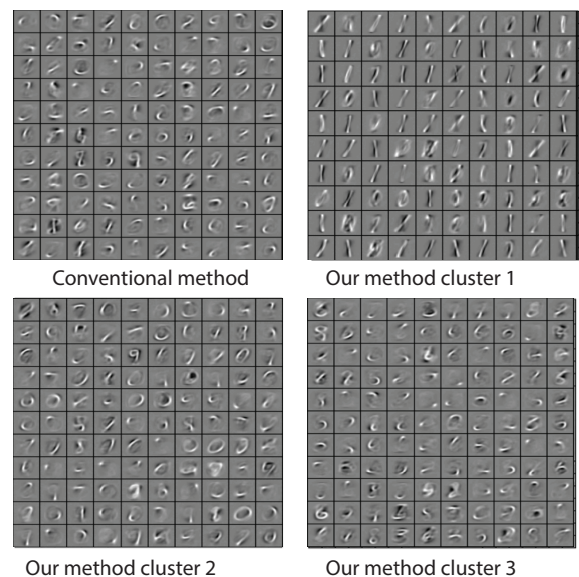 Conventional method
Our method cluster 1
Our method cluster 2
Our method cluster 3